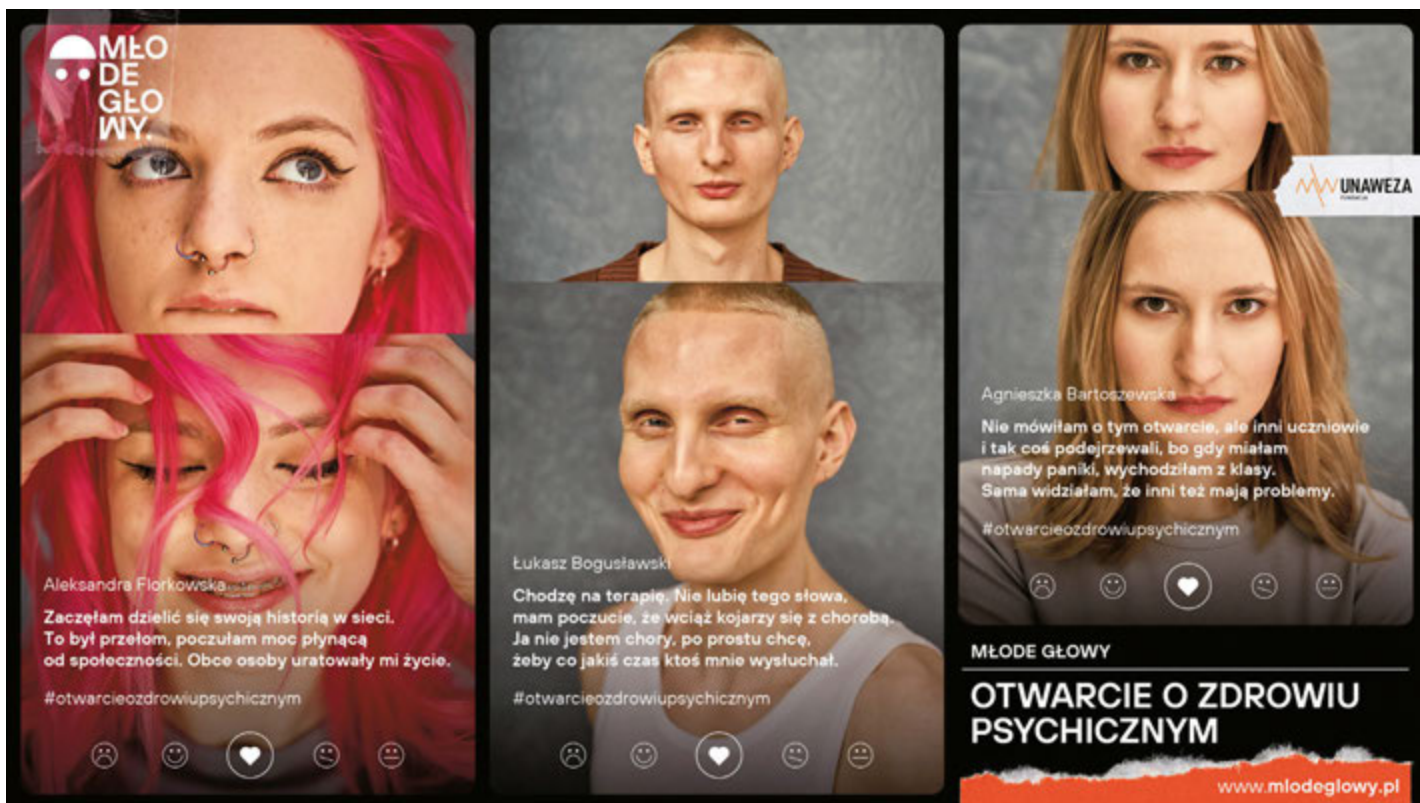 MŁO
DE
GŁO
WY.
Aleksandra Florkowska
Zaczęłam dzielić się swoją historią w sieci.
To był przełom, poczułam moc płynącą
od społeczności. Obce osoby uratowały mi życie.
#otwarcieozdrowiupsychicznym
Łukasz Bogusławski
Chodzę na terapię. Nie lubię tego słowa,
mam poczucie, że wciąż kojarzy się z chorobą.
Ja nie jestem chory, po prostu chcę,
żeby co jakiś czas ktoś mnie wysłuchał.
#otwarcieozdrowiupsychicznym
UNAWEZA
FUNDACJA
Agnieszka Bartoszewska
Nie mówiłam o tym otwarcie, ale inni uczniowie
i tak coś podejrzewali, bo gdy miałam
napady paniki, wychodziłam z klasy.
Sama widziałam, że inni też mają problemy.
#otwarcieozdrowiupsychicznym
MŁODE GŁOWY
OTWARCIE O ZDROWIU
PSYCHICZNYM
www.mlodeglowy.pl